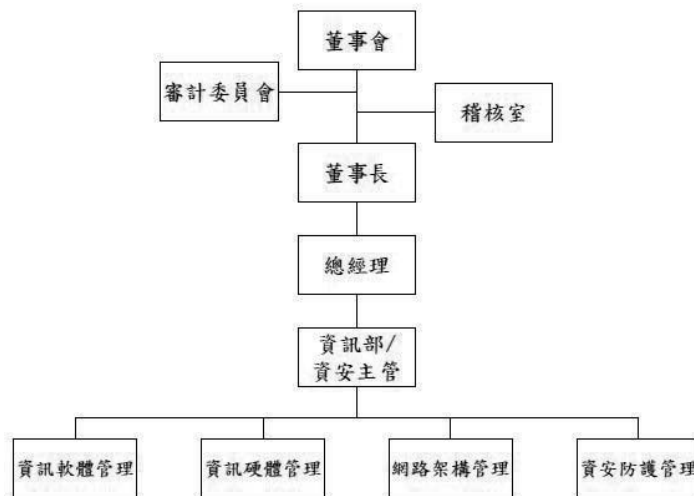 董事會
審計委員會
稽核室
董事長
總經理
資訊部/
資安主管
資訊軟體管理
資訊硬體管理
網路架構管理
資安防護管理